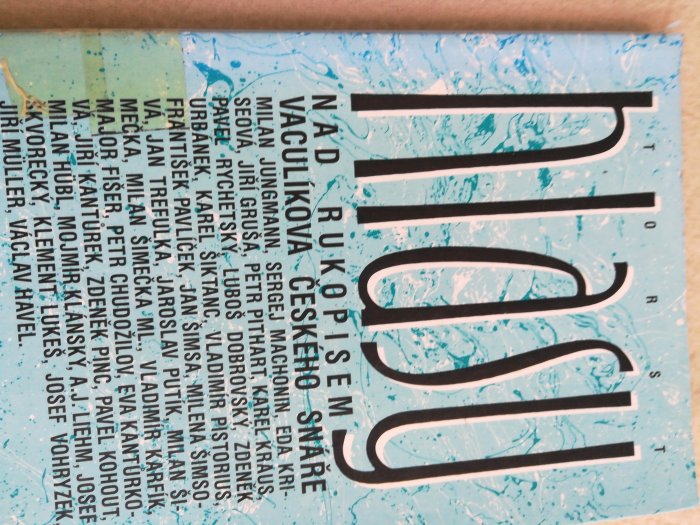 TORST
hlasy
NAD RUKOPISEM
VACULÍKOVA ČESKÉHO SNÁŘE
MILAN JUNGMANN, SERGEJ MACHONIN, EDA KRI-
SEOVÁ, JIŘÍ GRUŠA, PETR PITHART, KAREL KRAUS,
PAVEL RYCHETSKÝ, LUBOŠ DOBROVSKÝ, ZDENĚK
URBÁNEK, KAREL ŠIKTANC, VLADIMÍR PISTORIUS,
FRANTIŠEK PAVLÍČEK, JAN ŠIMSA, MILENA ŠIMSO-
VÁ, JAN TREFULKA, JAROSLAV PUTÍK, MILAN ŠI-
MEČKA, MILAN ŠIMEČKA ML., VLADIMÍR KARFÍK,
MAJOR FIŠER, PETR CHUDOŽILOV, EVA KANTŮRKO-
VÁ, JIŘÍ KANTŮREK, ZDENĚK PINC, PAVEL KOHOUT,
MILAN HÜBL, MOJMÍR KLÁNSKÝ, A.J. LIEHM, JOSEF
ŠKVORECKÝ, KLEMENT LUKEŠ, JOSEF VOHRYZEK,
JIŘÍ MÜLLER, VÁCLAV HAVEL.